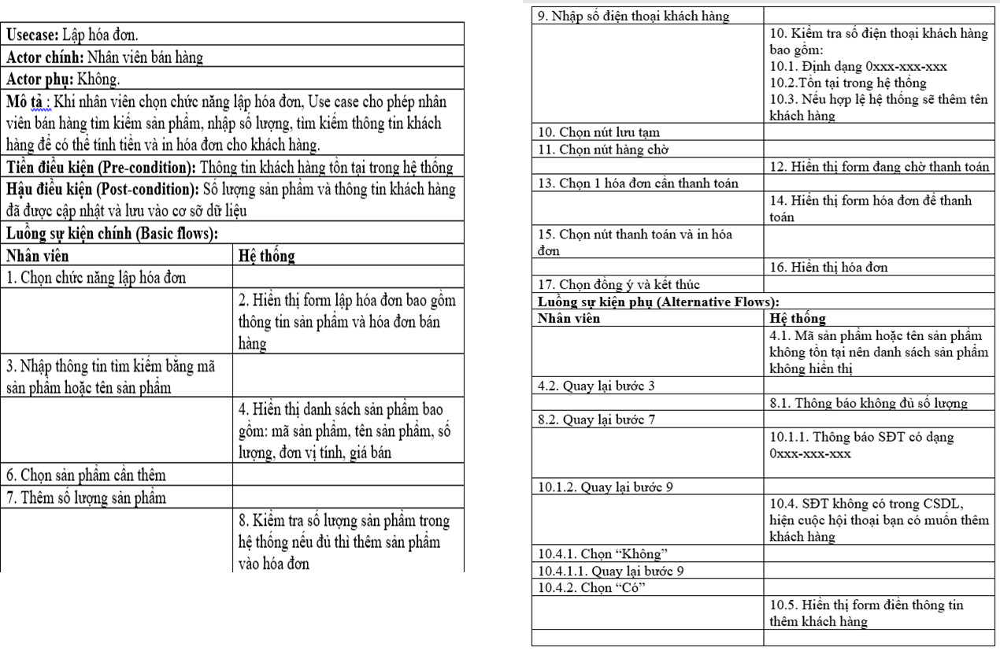 Usecase: Lập hóa đơn.
Actor chính: Nhân viên bán hàng
Actor phụ: Không.
Mô tả : Khi nhân viên chọn chức năng lập hóa đơn, Use case cho phép nhân
viên bán hàng tìm kiếm sản phẩm, nhập số lượng, tìm kiếm thông tin khách
hàng để có thể tính tiền và in hóa đơn cho khách hàng.
Tiền điều kiện (Pre-condition): Thông tin khách hàng tồn tại trong hệ thống
Hậu điều kiện (Post-condition): Số lượng sản phẩm và thông tin khách hàng
đã được cập nhật và lưu vào cơ sỡ dữ liệu
Luồng sự kiện chính (Basic flows):
Nhân viên
Hệ thống
1. Chọn chức năng lập hóa đơn
2. Hiển thị form lập hóa đơn bao gồm
thông tin sản phẩm và hóa đơn bán
hàng
3. Nhập thông tin tìm kiếm bằng mã
sản phẩm hoặc tên sản phẩm
4. Hiển thị danh sách sản phẩm bao
gồm: mã sản phẩm, tên sản phẩm, số
lượng, đơn vị tính, giá bán
6. Chọn sản phẩm cần thêm
7. Thêm số lượng sản phẩm
8. Kiểm tra số lượng sản phẩm trong
hệ thống nếu đủ thì thêm sản phẩm
vào hóa đơn
9. Nhập số điện thoại khách hàng
10. Kiểm tra số điện thoại khách hàng
bao gồm:
10.1. Định dạng 0xxx-xxx-xxx
10.2.Tồn tại trong hệ thống
10.3. Nếu hợp lệ hệ thống sẽ thêm tên
khách hàng
10. Chọn nút lưu tạm
11. Chọn nút hàng chờ
12. Hiển thị form đang chờ thanh toán
13. Chọn 1 hóa đơn cần thanh toán
14. Hiển thị form hóa đơn để thanh
toán
15. Chọn nút thanh toán và in hóa
đơn
16. Hiển thị hóa đơn
17. Chọn đồng ý và kết thúc
Luồng sự kiện phụ (Alternative Flows):
Nhân viên
Hệ thống
4.1. Mã sản phẩm hoặc tên sản phẩm
không tồn tại nên danh sách sản phẩm
không hiển thị
4.2. Quay lại bước 3
8.1. Thông báo không đủ số lượng
8.2. Quay lại bước 7
10.1.1. Thông báo SĐT có dạng
0xxx-xxx-xxx
10.1.2. Quay lại bước 9
10.4. SĐT không có trong CSDL,
hiện cuộc hội thoại bạn có muốn thêm
khách hàng
10.4.1. Chọn “Không”
10.4.1.1. Quay lại bước 9
10.4.2. Chọn “Có”
10.5. Hiển thị form điền thông tin
thêm khách hàng